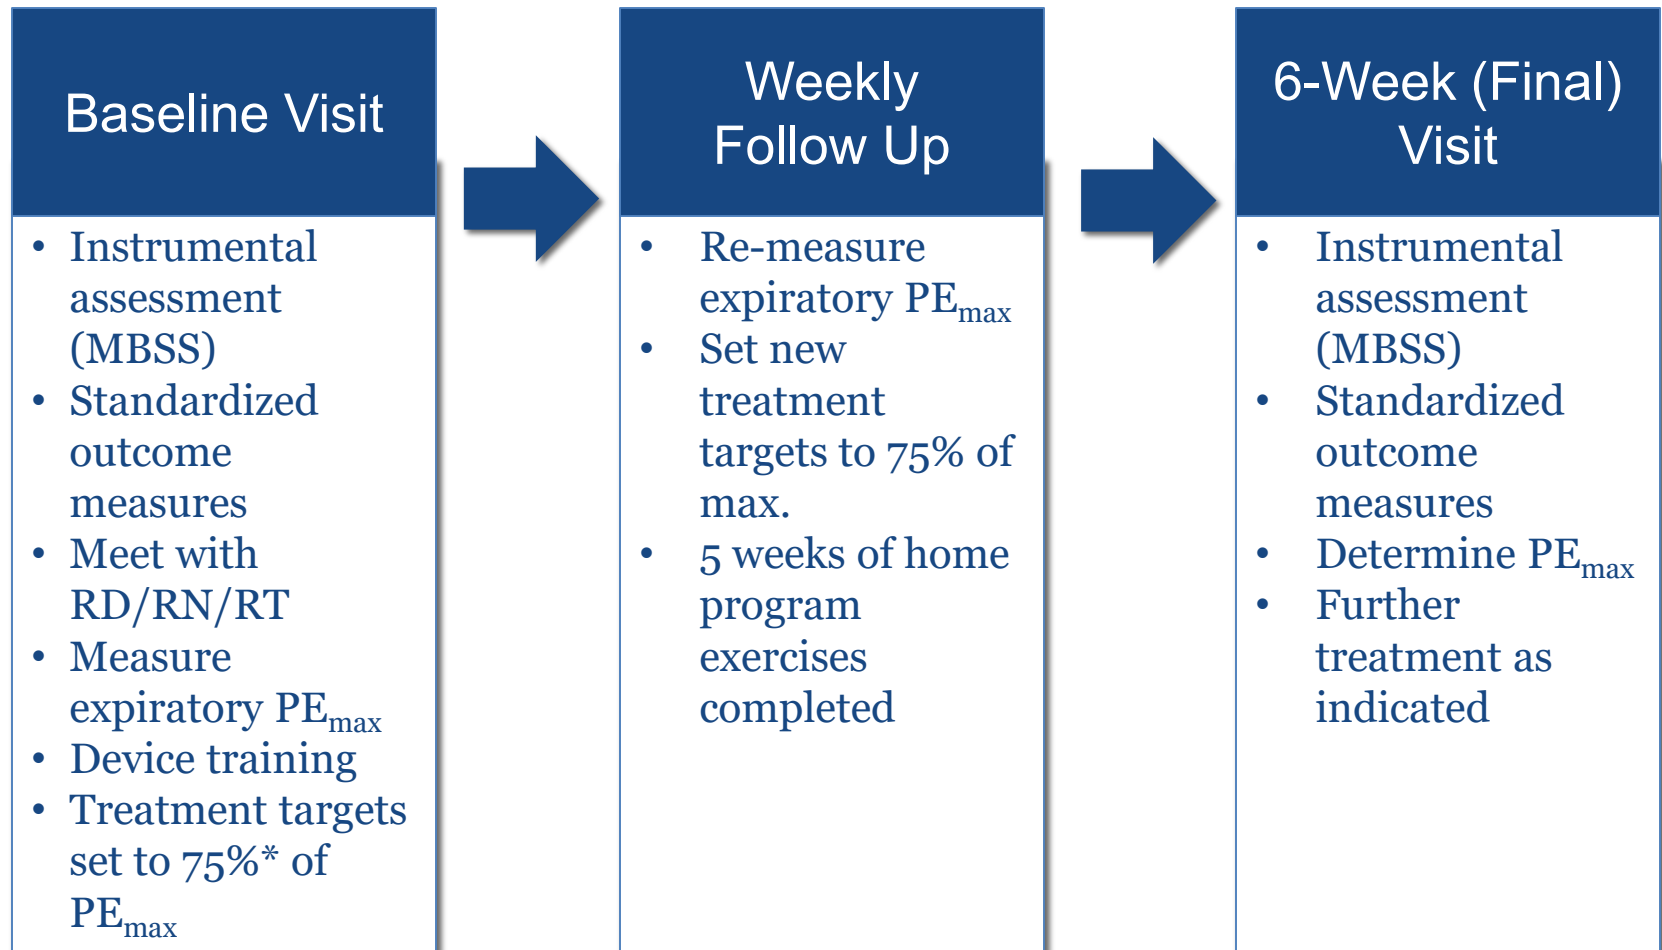 Baseline Visit
• Instrumental
assessment
(MBSS)
• Standardized
outcome
measures
• Meet with
RD/RN/RT
• Measure
expiratory PEmax
• Device training
• Treatment targets
set to 75%* of
PEmax
Weekly
Follow Up
• Re-measure
expiratory PEmax
• Set new
treatment
targets to 75% of
max.
• 5 weeks of home
program
exercises
completed
6-Week (Final)
Visit
• Instrumental
assessment
(MBSS)
• Standardized
outcome
measures
• Determine PEmax
• Further
treatment as
indicated